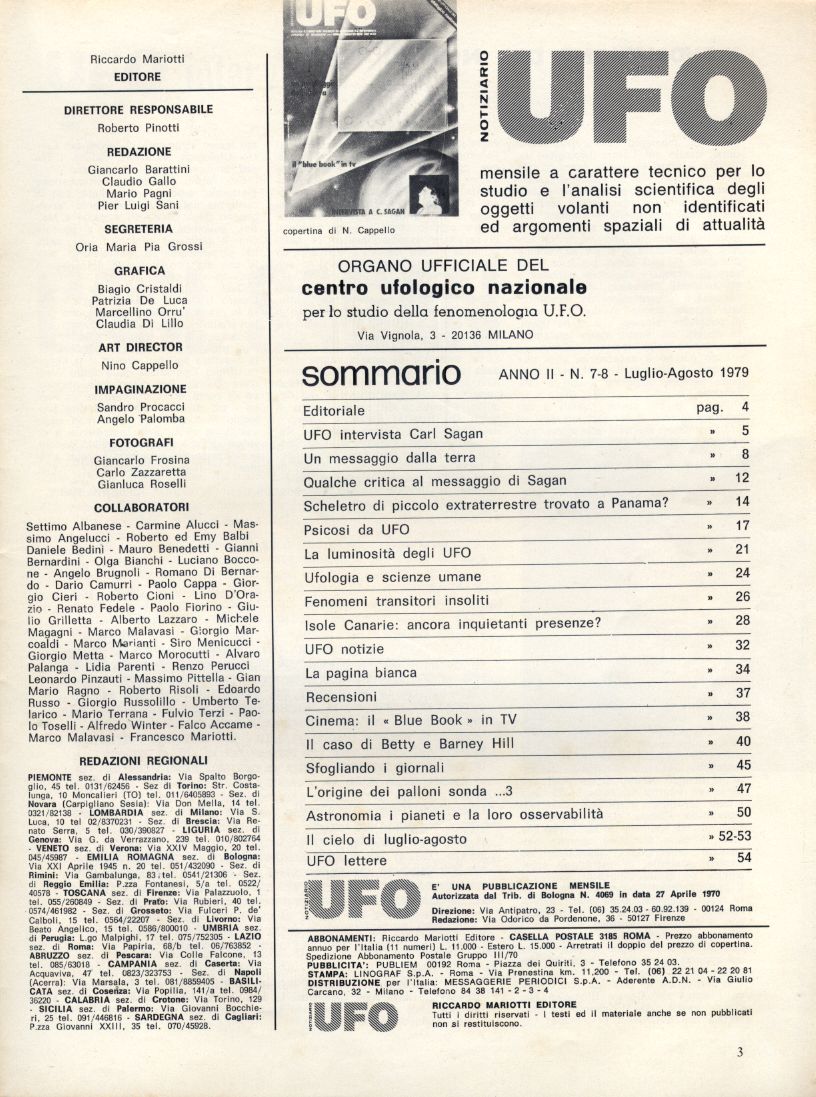 Riccardo Mariotti
EDITORE
DIRETTORE RESPONSABILE
Roberto Pinotti
REDAZIONE
Giancarlo Barattini
Claudio Gallo
Mario Pagni
Pier Luigi Sani
SEGRETERIA
Oria Maria Pia Grossi
GRAFICA
Biagio Cristaldi
Patrizia De Luca
Marcellino Orru'
Claudia Di Lillo
ART DIRECTOR
Nino Cappello
IMPAGINAZIONE
Sandro Procacci
Angelo Palomba
FOTOGRAFI
Giancarlo Frosina
Carlo Zazzaretta
Gianluca Roselli
COLLABORATORI
Settimo Albanese - Carmine Alucci - Mas-
simo Angelucci - Roberto ed Emy Balbi
Daniele Bedini - Mauro Benedetti - Gianni
Bernardini - Olga Bianchi - Luciano Bocco-
ne - Angelo Brugnoli - Romano Di Bernar-
do - Dario Camurri - Paolo Cappa - Gior-
gio Cieri - Roberto Cioni - Lino D'Ora-
zio - Renato Fedele - Paolo Fiorino - Giu-
lio Grilletta - Alberto Lazzaro - Michele
Magagni - Marco Malavasi - Giorgio Mar-
coaldi - Marco Marianti - Siro Menicucci -
Giorgio Metta - Marco Morocutti - Alvaro
Palanga - Lidia Parenti - Renzo Perucci
Leonardo Pinzauti - Massimo Pittella - Gian
Mario Ragno - Roberto Risoli - Edoardo
Russo - Giorgio Russolillo - Umberto Te-
larico - Mario Terrana - Fulvio Terzi - Pao-
lo Toselli - Alfredo Winter - Falco Accame -
Marco Malavasi - Francesco Mariotti.
REDAZIONI REGIONALI
PIEMONTE sez. di Alessandria: Via Spalto Borgo-
glio, 45 tel. 0131/62456 - Sez di Torino: Str. Costa-
lunga, 10 Moncalieri (TO) tel. 011/6405893 - Sez. di
Novara (Carpigliano Sesia): Via Don Mella, 14 tel.
0321/82138 - LOMBARDIA sez. di Milano: Via S.
Luca, 10 tel 02/8370231 - Sez. di Brescia: Via Re-
nato Serra, 5 tel. 030/390827 - LIGURIA sez. di
Genova: Via G. da Verrazzano, 239 tel. 010/802764
- VENETO sez. di Verona: Via XXIV Maggio, 20 tel.
045/45987 - EMILIA ROMAGNA sez. di Bologna:
Via XXI Aprile 1945 n. 20 tel. 051/432090 - Sez. di
Rimini: Via Gambalunga, 83, tel. 0541/21306 - Sez.
di Reggio Emilia: P.zza Fontanesi, 5/a tel. 0522/
40578 - TOSCANA sez. di Firenze: Via Palazzuolo, 1
tel. 055/260849 - Sez. di Prato: Via Rubieri, 40 tel.
0574/461982 - Sez. di Grosseto: Via Fulceri P. de'
Calboli, 15 tel. 0564/22207 - Sez. di Livorno: Via
Beato Angelico, 15 tel. 0586/800010 - UMBRIA sez.
di Perugia: L.go Malpighi, 17 tel. 075/752305 - LAZIO
sez. di Roma: Via Papiria, 68/b tel. 06/763852 -
ABRUZZO sez. di Pescara: Via Colle Falcone, 13
tel. 085/63018 - CAMPANIA sez. di Caserta: Via
Acquaviva, 47 tel. 0823/323753 - Sez. di Napoli
(Acerra): Via Marsala, 3 tel. 081/8859405 - BASILI-
CATA sez. di Cosenza: Via Popilia, 141/a tel. 0984/
36220 - CALABRIA sez. di Crotone: Via Torino, 129
- SICILIA sez. di Palermo: Via Giovanni Bocchie-
ri, 25 tel. 091/446816 - SARDEGNA sez. di Cagliari:
P.zza Giovanni XXIII, 35 tel. 070/45928.
UFO
il "blue book" in tv
INTERVISTA A C. SAGAN
copertina di N. Cappello
NOTIZIARIO
UFO
mensile a carattere tecnico per lo
studio e l'analisi scientifica degli
oggetti volanti non identificati
ed argomenti spaziali di attualità
ORGANO UFFICIALE DEL
centro ufologico nazionale
per lo studio della fenomenologia U.F.O.
Via Vignola, 3 - 20136 MILANO
sommario ANNO II - N. 7-8 - Luglio-Agosto 1979
Editoriale pag. 4
UFO intervista Carl Sagan » 5
Un messaggio dalla terra » 8
Qualche critica al messaggio di Sagan » 12
Scheletro di piccolo extraterrestre trovato a Panama? » 14
Psicosi da UFO » 17
La luminosità degli UFO » 21
Ufologia e scienze umane » 24
Fenomeni transitori insoliti » 26
Isole Canarie: ancora inquietanti presenze? » 28
UFO notizie » 32
La pagina bianca » 34
Recensioni » 37
Cinema: il « Blue Book » in TV » 38
Il caso di Betty e Barney Hill » 40
Sfogliando i giornali » 45
L'origine dei palloni sonda ...3 » 47
Astronomia i pianeti e la loro osservabilità » 50
Il cielo di luglio-agosto » 52-53
UFO lettere » 54
NOTIZIARIO
UFO
E' UNA PUBBLICAZIONE MENSILE
Autorizzata dal Trib. di Bologna N. 4069 in data 27 Aprile 1970
Direzione: Via Antipatro, 23 - Tel. (06) 35.24.03 - 60.92.139 - 00124 Roma
Redazione: Via Odorico da Pordenone, 36 - 50127 Firenze
ABBONAMENTI: Riccardo Mariotti Editore - CASELLA POSTALE 3185 ROMA - Prezzo abbonamento
annuo per l'Italia (11 numeri) L. 11.000 - Estero L. 15.000 - Arretrati il doppio del prezzo di copertina.
Spedizione Abbonamento Postale Gruppo III/70
PUBBLICITA': PUBLIEM 00192 Roma - Piazza dei Quiriti, 3 - Telefono 35 24 03.
STAMPA: LINOGRAF S.p.A. - Roma - Via Prenestina km. 11,200 - Tel. (06) 22 21 04 - 22 20 81
DISTRIBUZIONE per l'Italia: MESSAGGERIE PERIODICI S.p.A. - Aderente A.D.N. - Via Giulio
Carcano, 32 - Milano - Telefono 84 38 141 - 2 - 3 - 4
NOTIZIARIO
UFO
RICCARDO MARIOTTI EDITORE
Tutti i diritti riservati - I testi ed il materiale anche se non pubblicati
non si restituiscono.
3